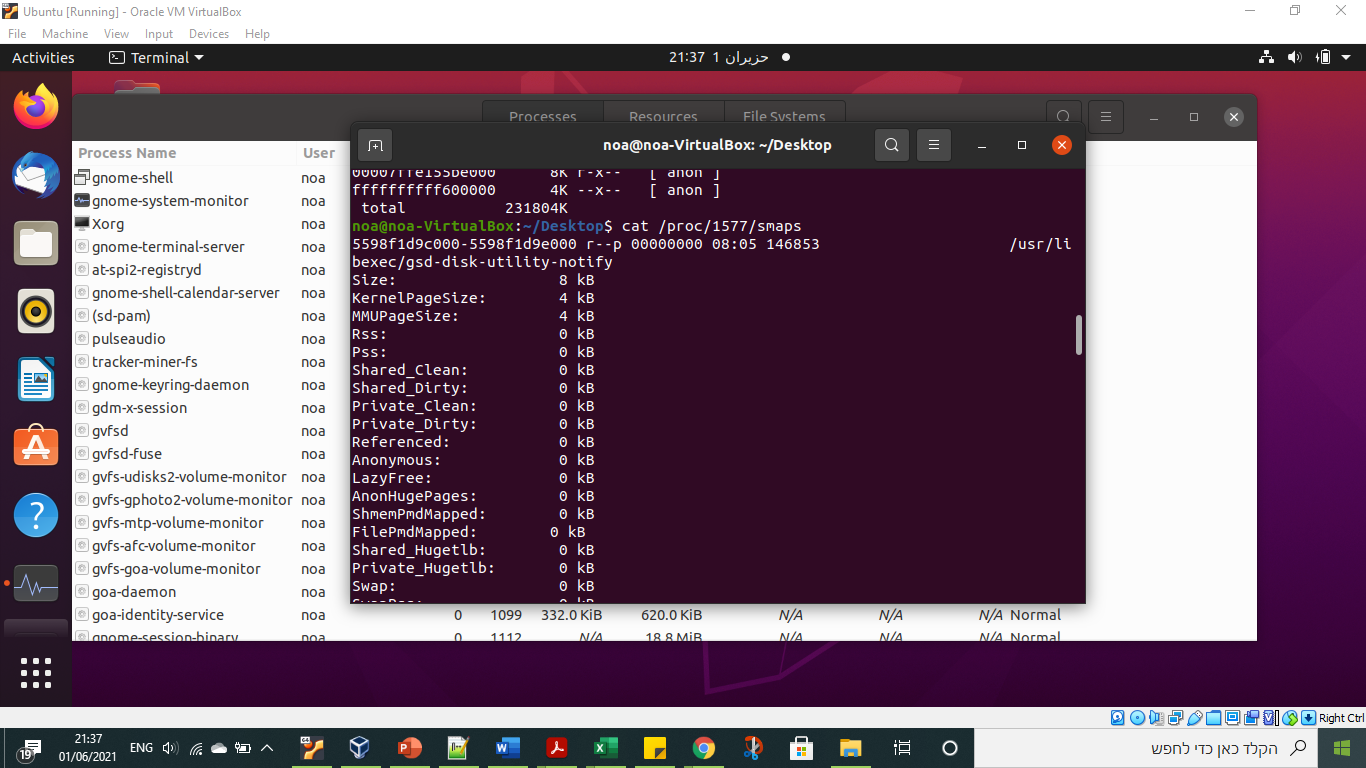 Ubuntu [Running] - Oracle VM VirtualBox
File Machine View Input Devices Help
Activities Terminal 21:37 1 حزيران
Processes Resources File Systems
noa@noa-VirtualBox: ~/Desktop
Process Name User
gnome-shell noa
gnome-system-monitor noa
Xorg noa
gnome-terminal-server noa
at-spi2-registryd noa
gnome-shell-calendar-server noa
(sd-pam) noa
pulseaudio noa
tracker-miner-fs noa
gnome-keyring-daemon noa
gdm-x-session noa
gvfsd noa
gvfsd-fuse noa
gvfs-udisks2-volume-monitor noa
gvfs-gphoto2-volume-monitor noa
gvfs-mtp-volume-monitor noa
gvfs-afc-volume-monitor noa
gvfs-goa-volume-monitor noa
goa-daemon noa
goa-identity-service noa 0 1099 332.0 KiB 620.0 KiB N/A N/A N/A Normal
gnome-session-binary noa 0 1112 N/A 18.8 MiB N/A N/A N/A Normal
00007ffe155be000 8K r-x-- [ anon ]
ffffffffff600000 4K --x-- [ anon ]
total 231804K
noa@noa-VirtualBox:~/Desktop$ cat /proc/1577/smaps
5598f1d9c000-5598f1d9e000 r--p 00000000 08:05 146853 /usr/li
bexec/gsd-disk-utility-notify
Size: 8 kB
KernelPageSize: 4 kB
MMUPageSize: 4 kB
Rss: 0 kB
Pss: 0 kB
Shared_Clean: 0 kB
Shared_Dirty: 0 kB
Private_Clean: 0 kB
Private_Dirty: 0 kB
Referenced: 0 kB
Anonymous: 0 kB
LazyFree: 0 kB
AnonHugePages: 0 kB
ShmemPmdMapped: 0 kB
FilePmdMapped: 0 kB
Shared_Hugetlb: 0 kB
Private_Hugetlb: 0 kB
Swap: 0 kB
Right Ctrl
19
21:37
01/06/2021
ENG
הקלד כאן כדי לחפש